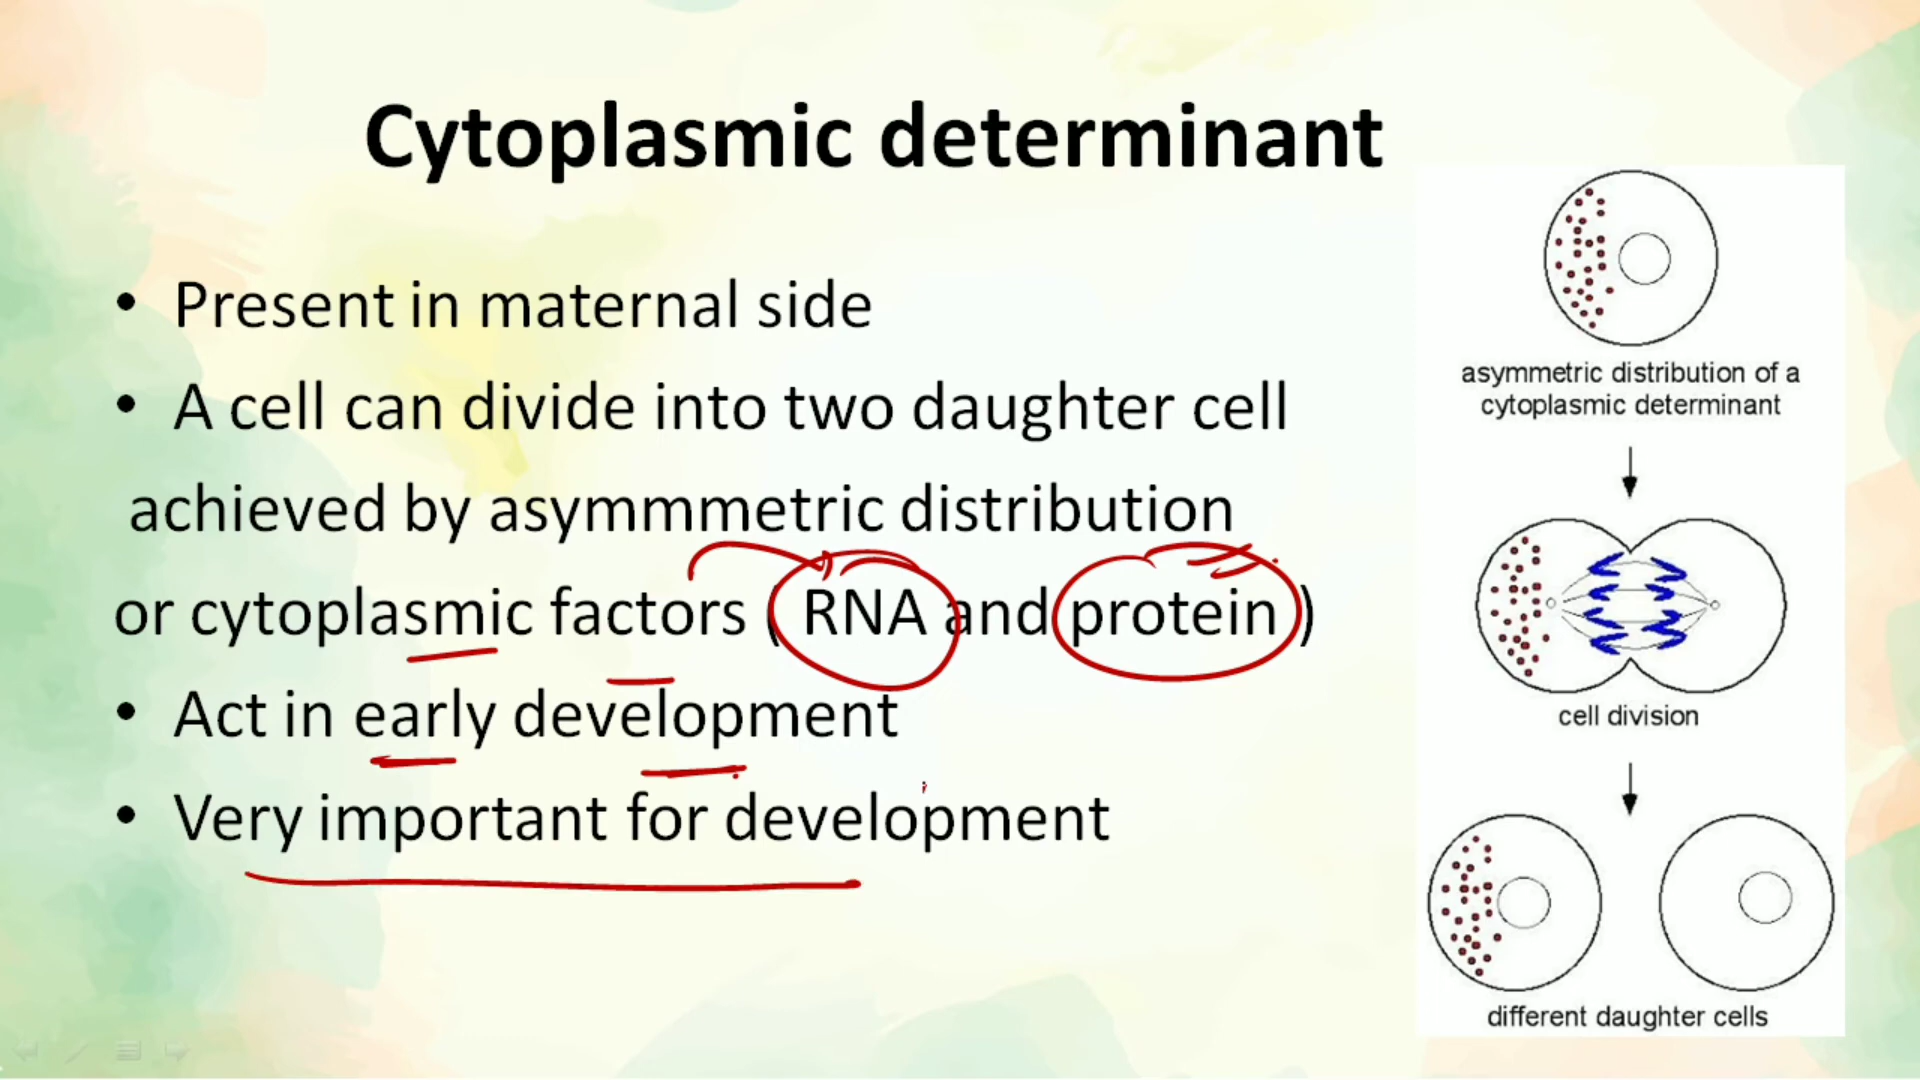 Cytoplasmic determinant
• Present in maternal side
• A cell can divide into two daughter cell
achieved by asymmmetric distribution
or cytoplasmic factors ( RNA and protein )
• Act in early development
• Very important for development
asymmetric distribution of a
cytoplasmic determinant
cell division
different daughter cells